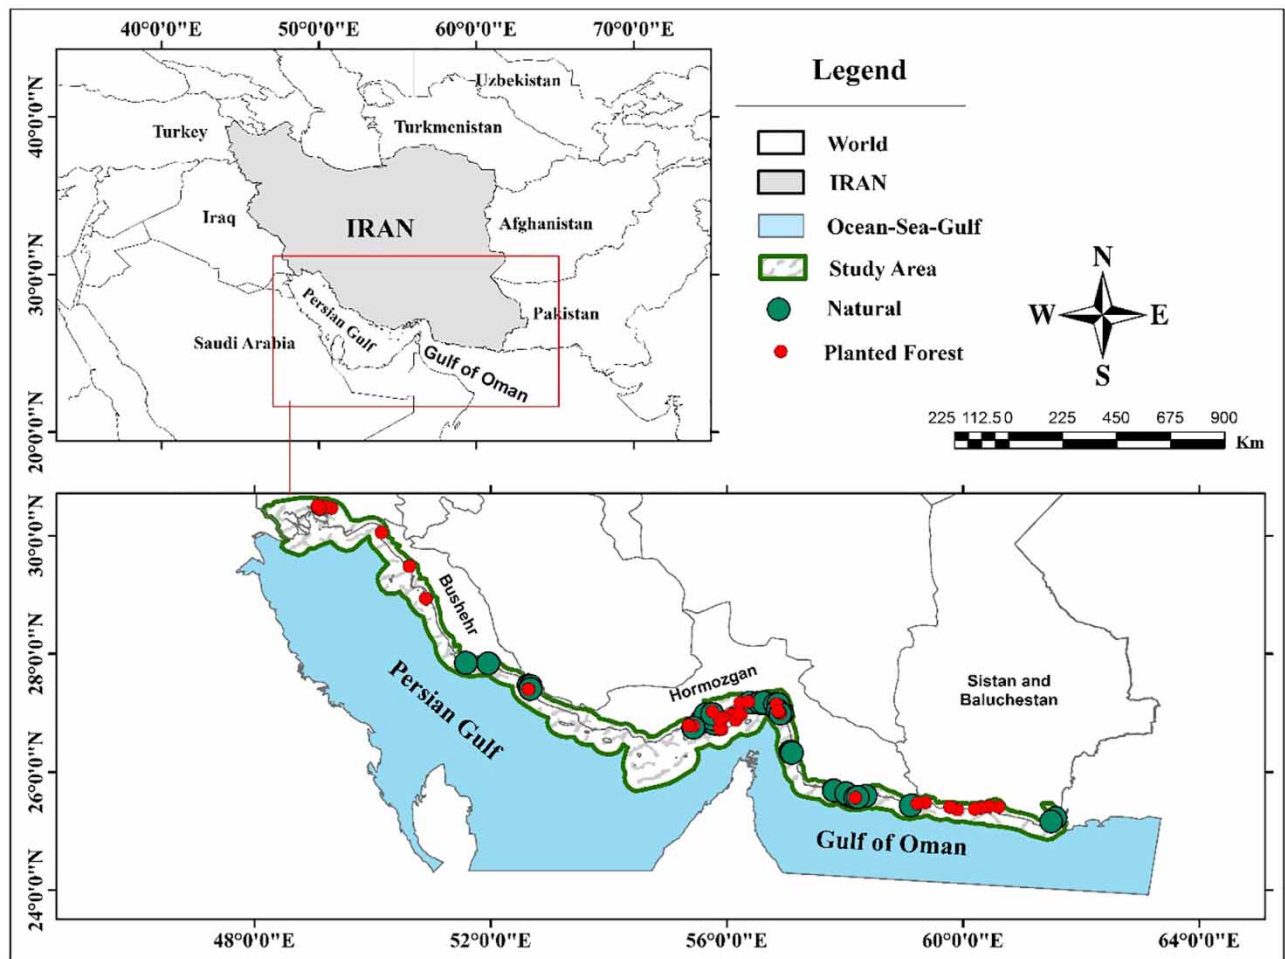 40°0'0"E 50°0'0"E 60°0'0"E 70°0'0"E
40°0'0"N
30°0'0"N
20°0'0"N
Uzbekistan
Turkey
Turkmenistan
Iraq
IRAN
Afghanistan
Persian Gulf
Pakistan
Saudi Arabia
Gulf of Oman
Legend
World
IRAN
Ocean-Sea-Gulf
Study Area
Natural
Planted Forest
N
W E
S
225 112.5 0 225 450 675 900
Km
30°0'0"N
28°0'0"N
26°0'0"N
24°0'0"N
Bushehr
Persian Gulf
Hormozgan
Sistan and
Baluchestan
Gulf of Oman
48°0'0"E 52°0'0"E 56°0'0"E 60°0'0"E 64°0'0"E